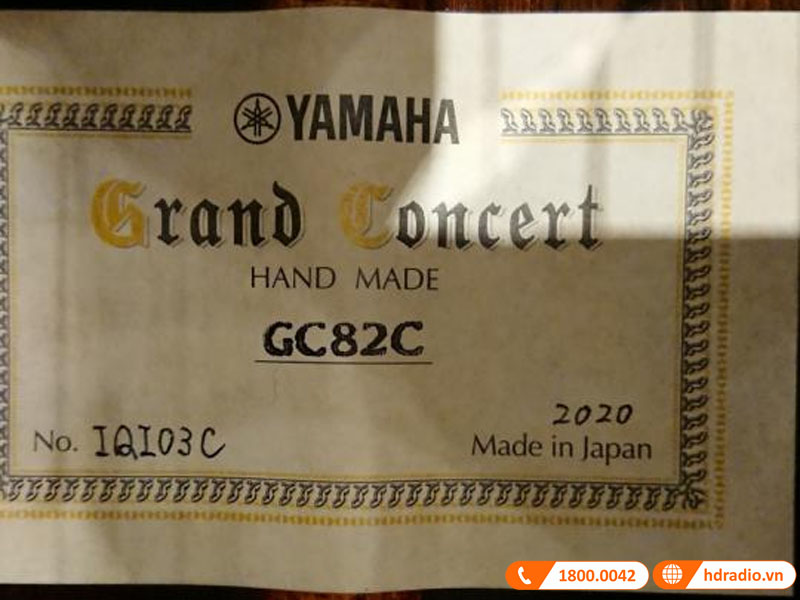 YAMAHA
Grand Concert
HAND MADE
GC82C
2020
No. IQI03C
Made in Japan
1800.0042
hdradio.vn